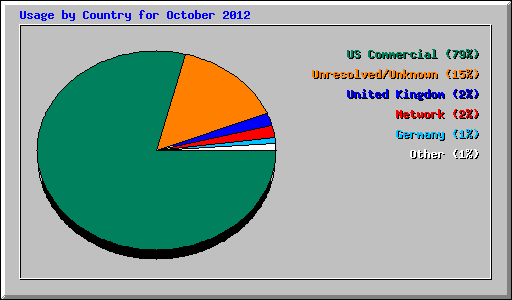 Usage by Country for October 2012
US Commercial (79%)
Unresolved/Unknown (15%)
United Kingdom (2%)
Network (2%)
Germany (1%)
Other (1%)